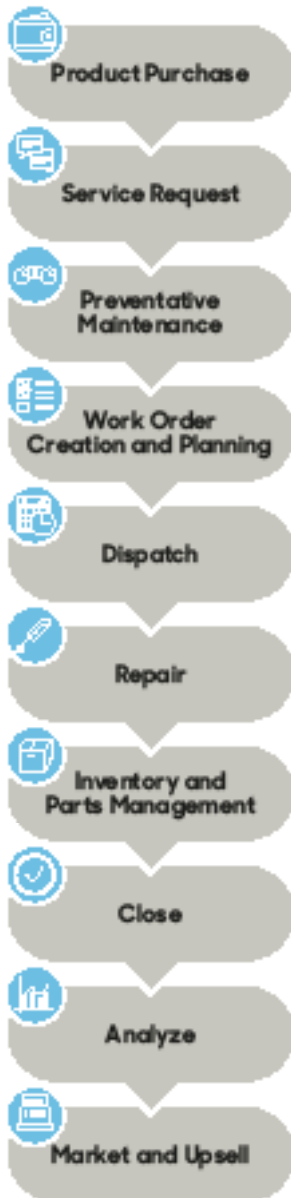 Product Purchase
Service Request
Preventative
Maintenance
Work Order
Creation and Planning
Dispatch
Repair
Inventory and
Parts Management
Close
Analyze
Market and Upsell